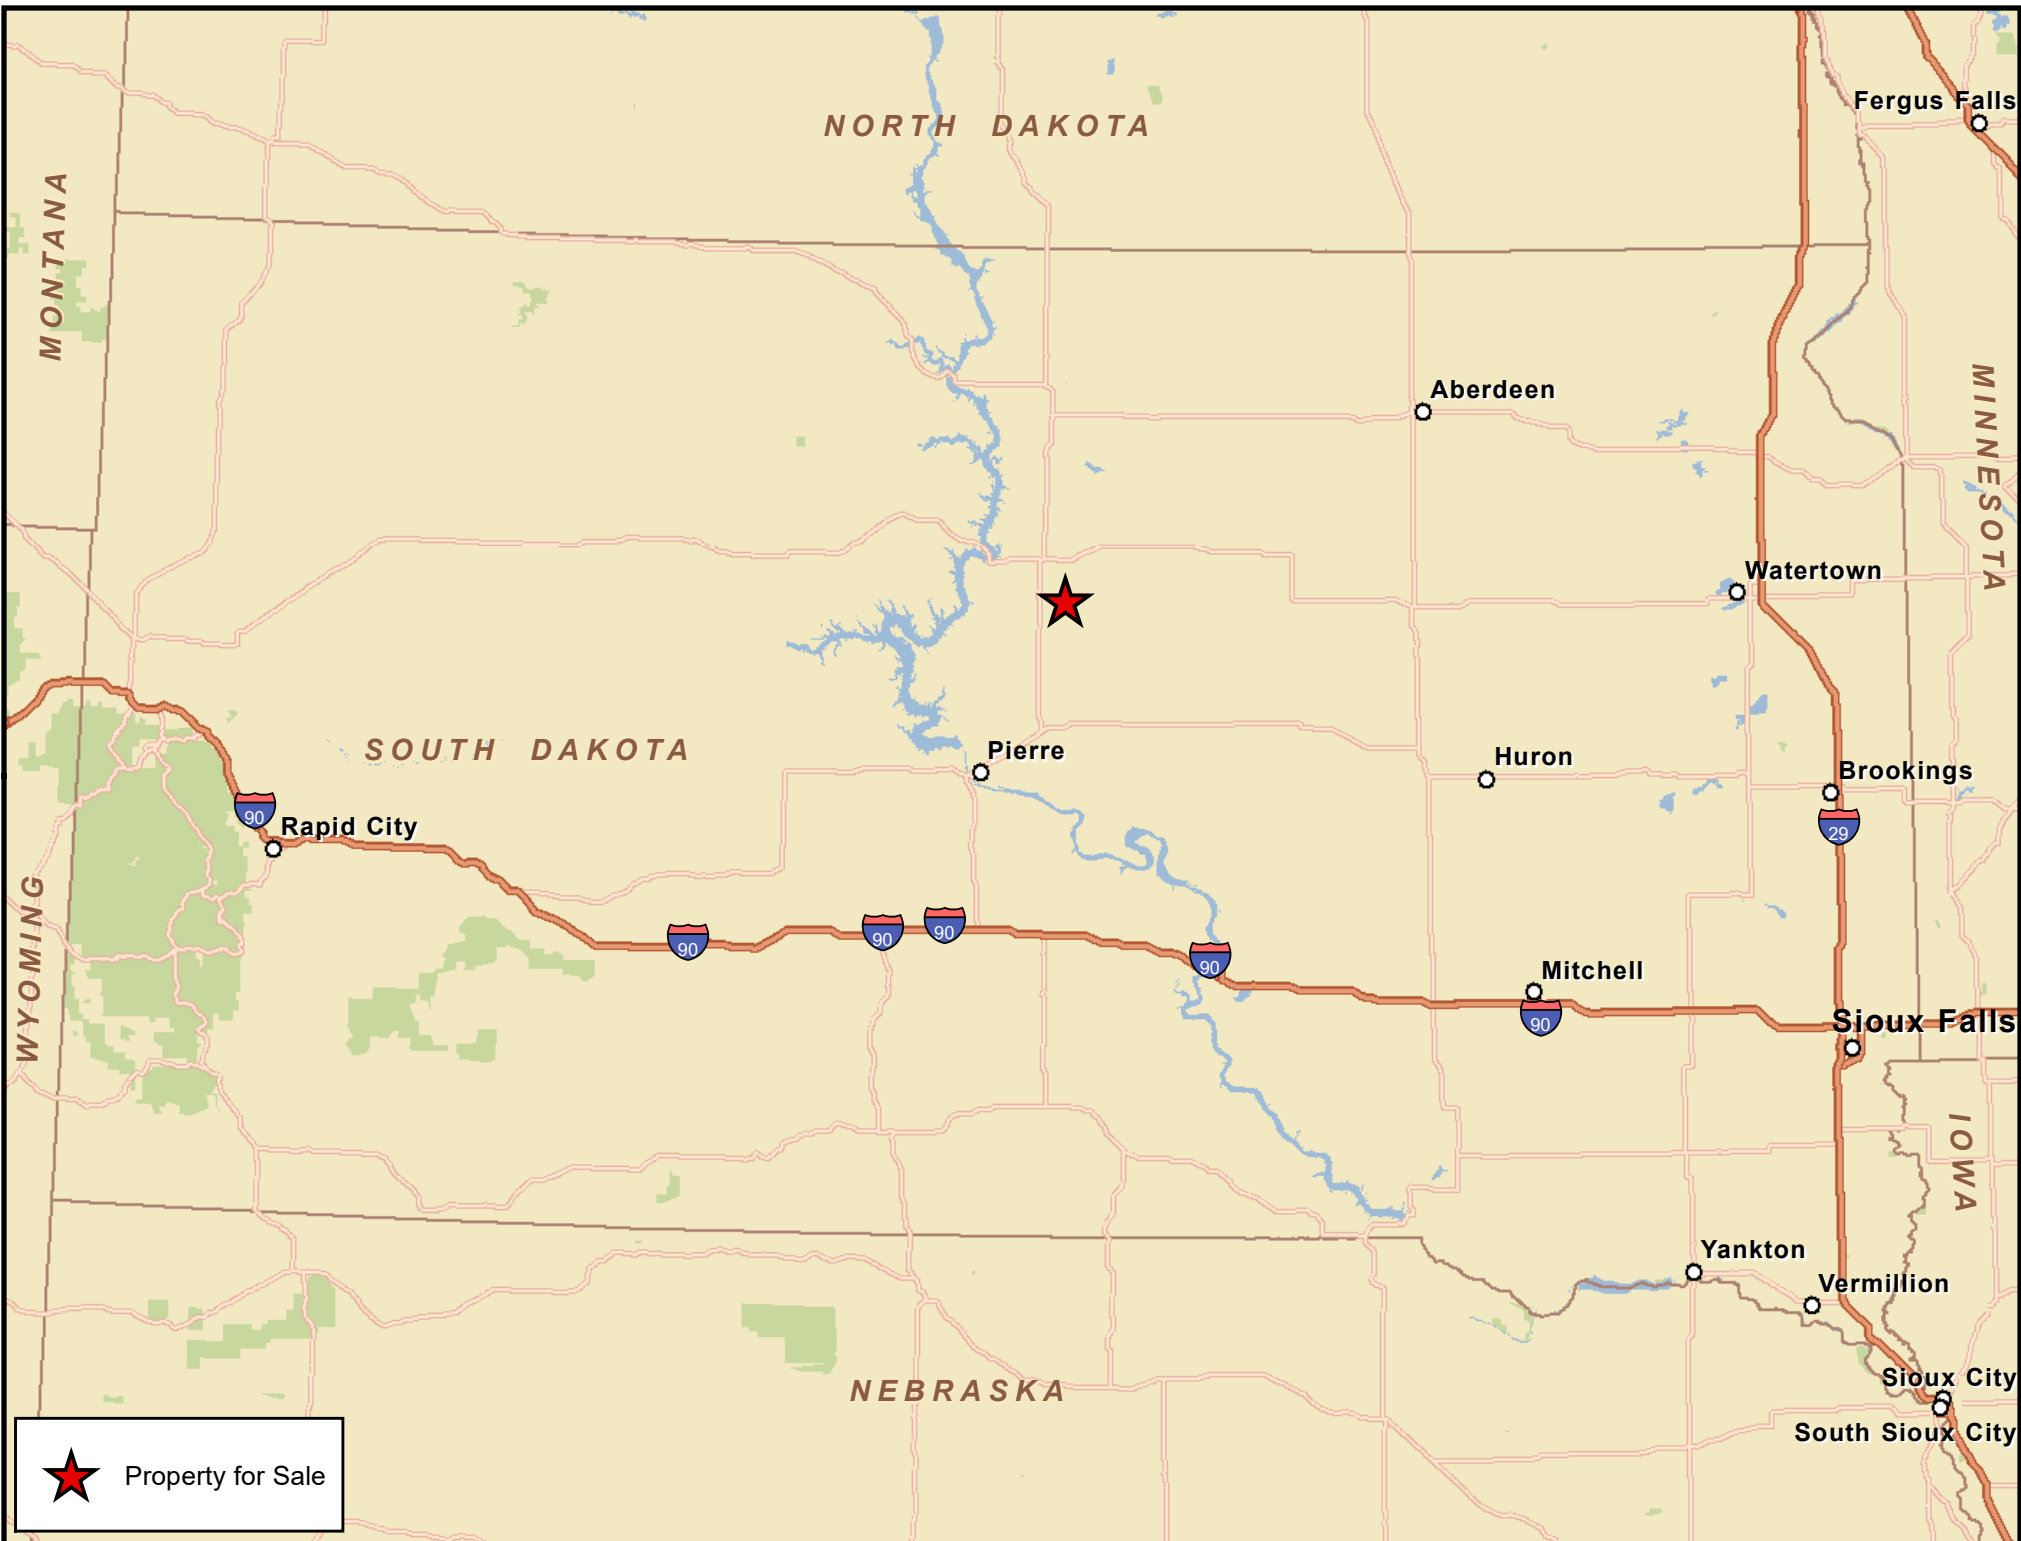 Fergus Falls
NORTH DAKOTA
MONTANA
Aberdeen
MINNESOTA
Watertown
SOUTH DAKOTA
Pierre
Huron
Brookings
90
Rapid City
29
WYOMING
90
90
90
90
Mitchell
90
Sioux Falls
IOWA
Yankton
Vermillion
Sioux City
NEBRASKA
South Sioux City
Property for Sale